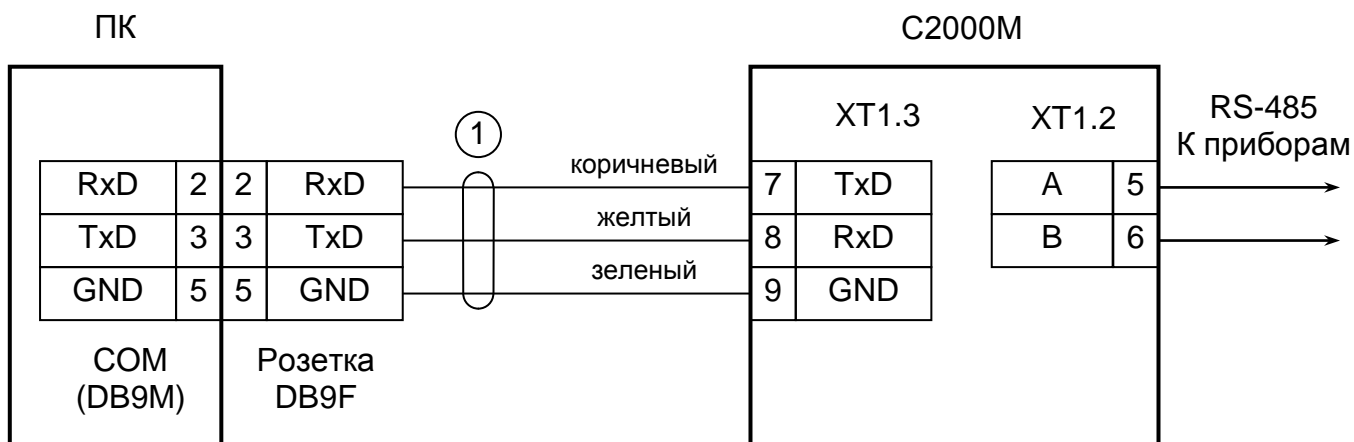 ПК
С2000М
XT1.3
XT1.2
RS-485
К приборам
1
RxD 2 2 RxD
коричневый
7 TxD
A 5
TxD 3 3 TxD
желтый
8 RxD
B 6
GND 5 5 GND
зеленый
9 GND
COM
(DB9M)
Розетка
DB9F